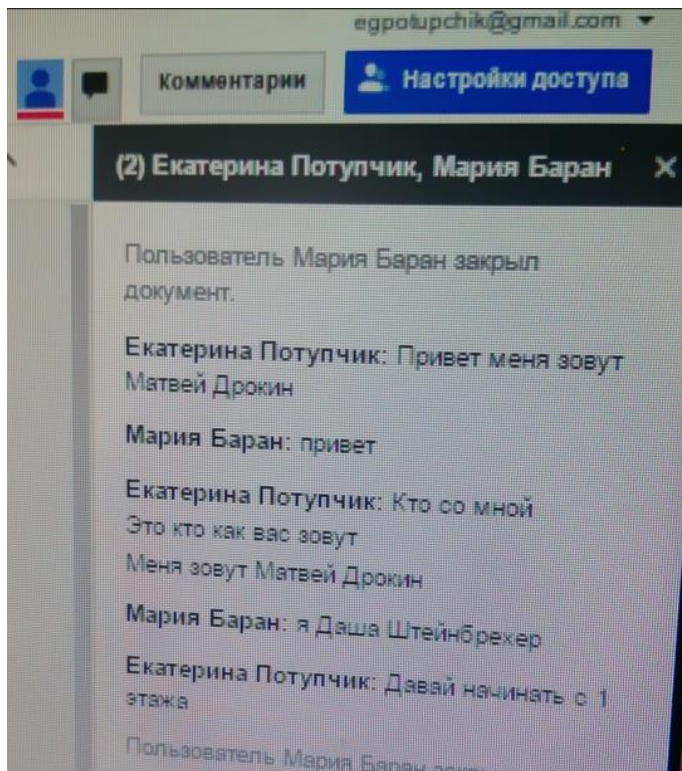 egpotupchik@gmail.com
Комментарии
Настройки доступа
(2) Екатерина Потупчик, Мария Баран
Пользователь Мария Баран закрыл
документ.
Екатерина Потупчик: Привет меня зовут
Матвей Дрокин
Мария Баран: привет
Екатерина Потупчик: Кто со мной
Это кто как вас зовут
Меня зовут Матвей Дрокин
Мария Баран: я Даша Штейнбрехер
Екатерина Потупчик: Давай начинать с 1
этажа
Пользователь Мария Баран